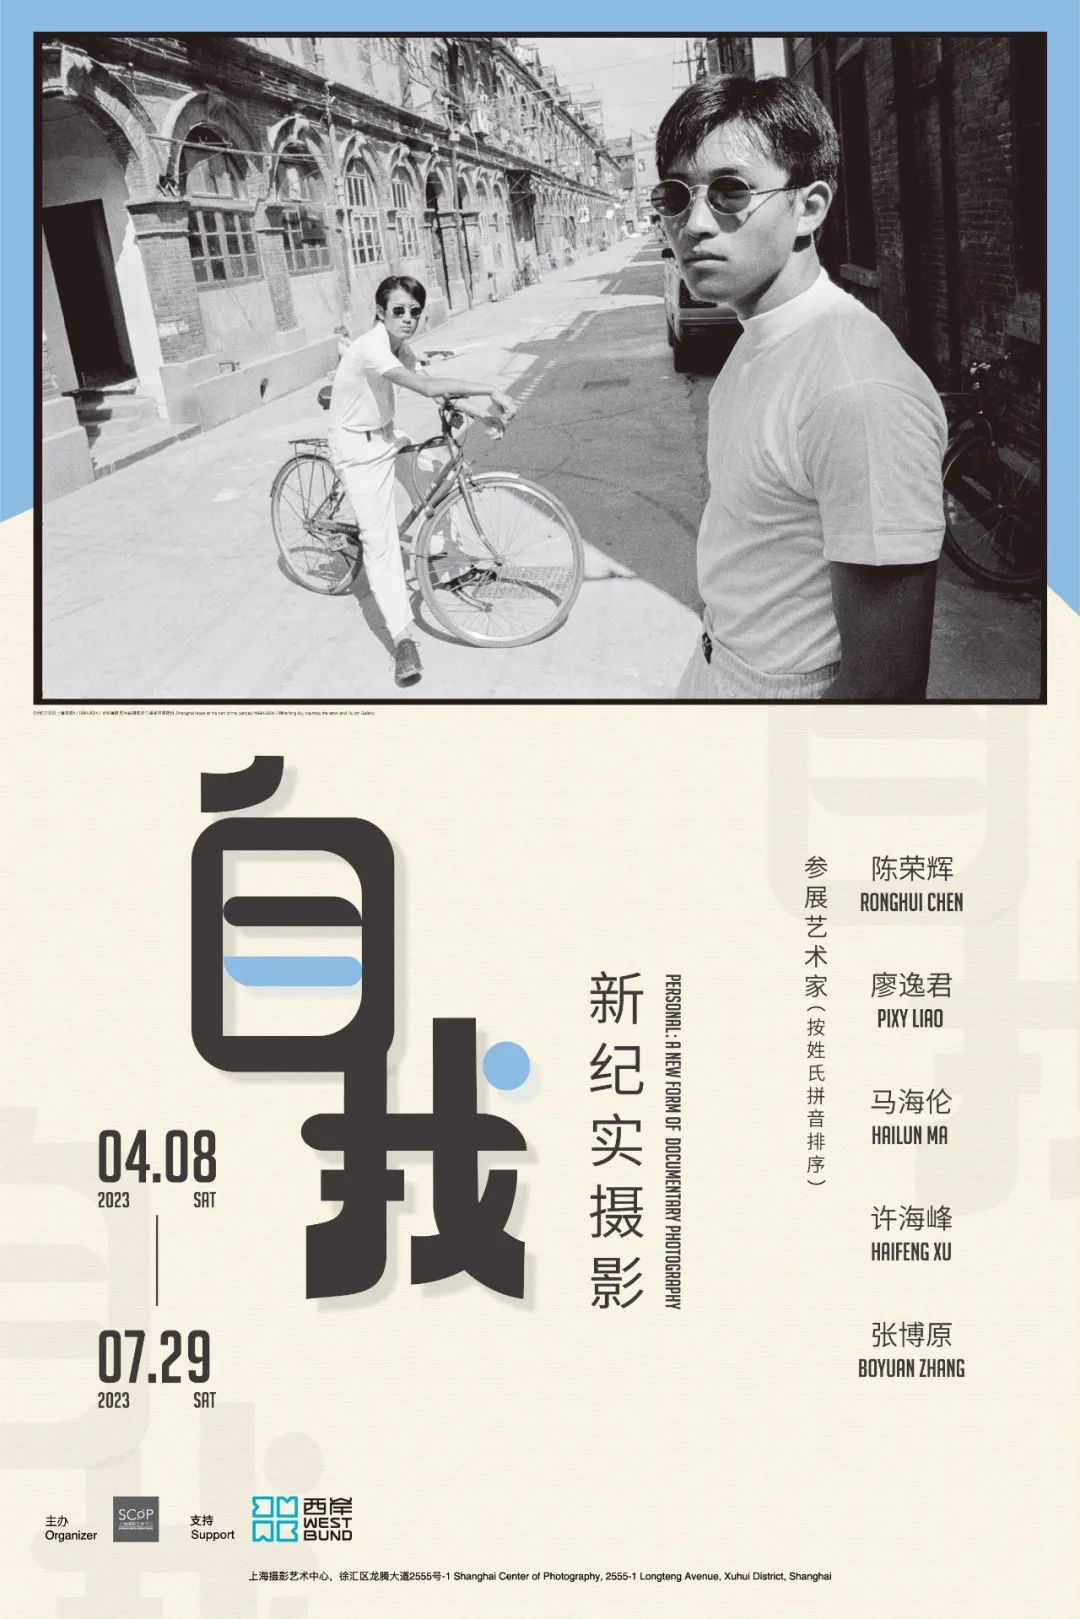 自我
新纪实摄影
PERSONAL: A NEW FORM OF DOCUMENTARY PHOTOGRAPHY
参展艺术家(按姓氏拼音排序)
陈荣辉
RONGHUI CHEN
廖逸君
PIXY LIAO
马海伦
HAILUN MA
许海峰
HAIFENG XU
张博原
BOYUAN ZHANG
04.08
2023 SAT
07.29
2023 SAT
主办
Organizer
SCoP
支持
Support
西岸
WEST
BUND
上海摄影艺术中心，徐汇区龙腾大道2555号-1 Shanghai Center of Photography, 2555-1 Longteng Avenue, Xuhui District, Shanghai